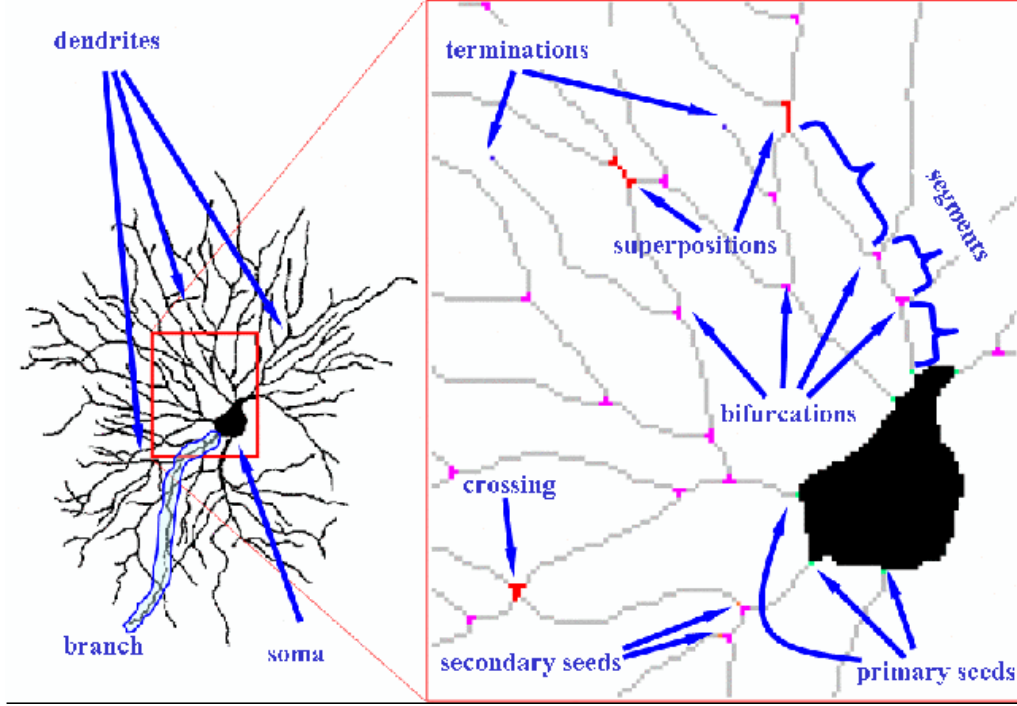 dendrites
branch
soma
terminations
superpositions
segments
bifurcations
crossing
secondary seeds
primary seeds